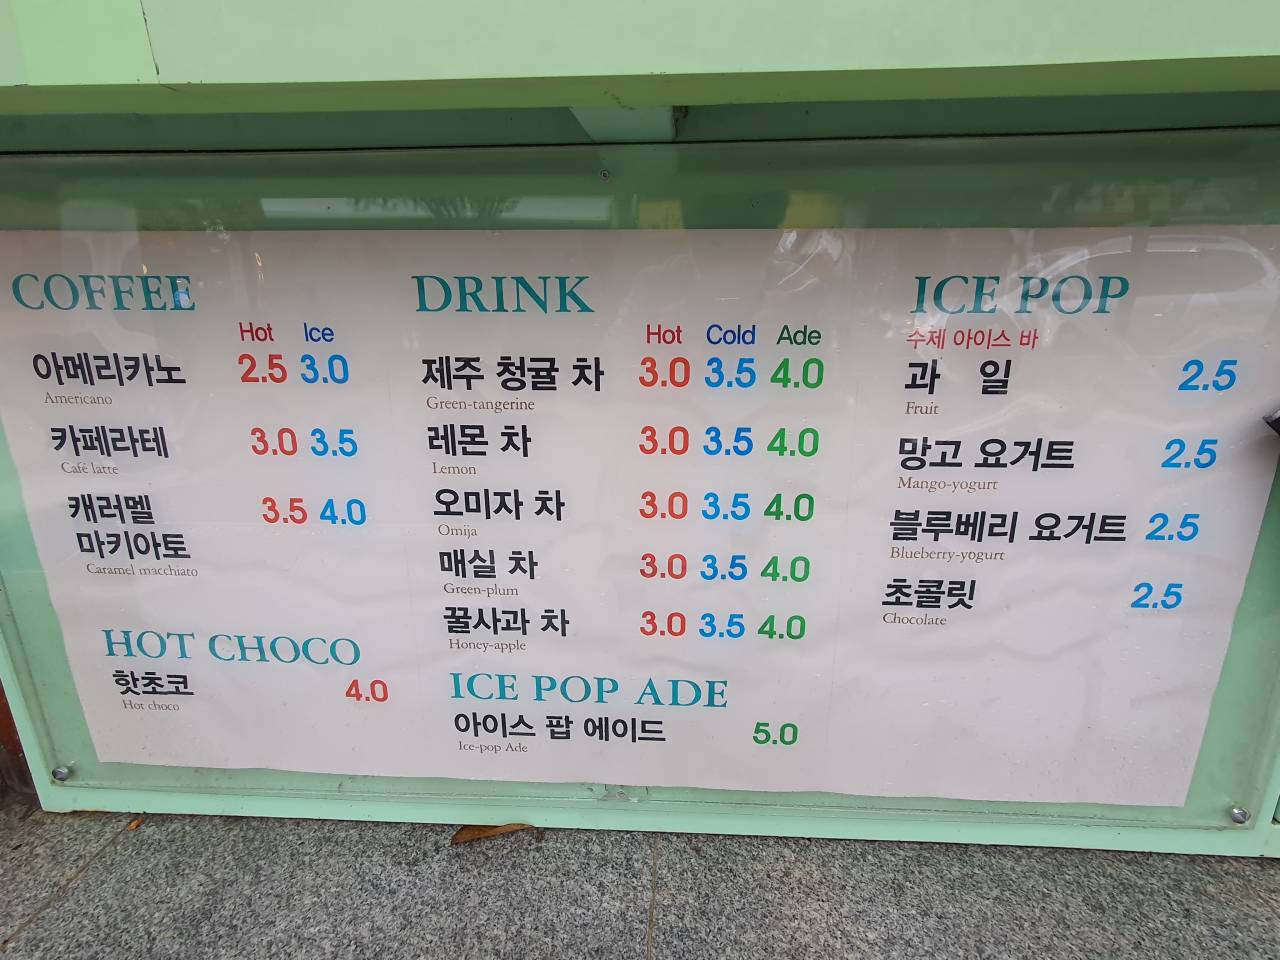 COFFEE
Hot Ice
아메리카노 2.5 3.0
Americano
카페라테 3.0 3.5
Café latte
캐러멜 3.5 4.0
마키아토
Caramel macchiato
HOT CHOCO
핫초코 4.0
Hot choco
DRINK
Hot Cold Ade
제주 청귤 차 3.0 3.5 4.0
Green-tangerine
레몬 차 3.0 3.5 4.0
Lemon
오미자 차 3.0 3.5 4.0
Omija
매실 차 3.0 3.5 4.0
Green-plum
꿀사과 차 3.0 3.5 4.0
Honey-apple
ICE POP ADE
아이스 팝 에이드 5.0
Ice-pop Ade
ICE POP
수제 아이스 바
과 일 2.5
Fruit
망고 요거트 2.5
Mango-yogurt
블루베리 요거트 2.5
Blueberry-yogurt
초콜릿 2.5
Chocolate